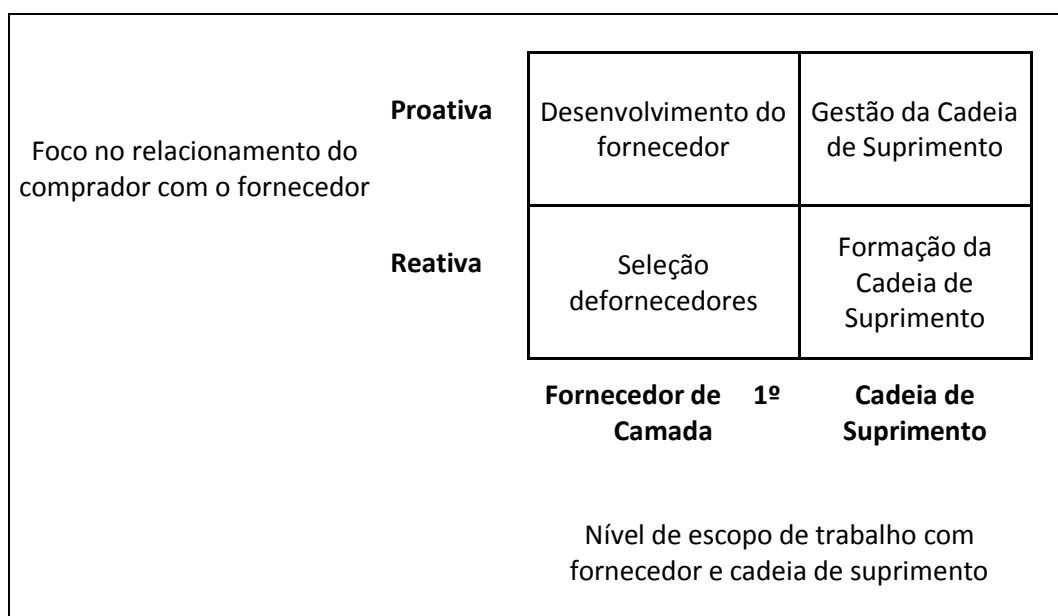 Foco no relacionamento do
comprador com o fornecedor
Proativa
Desenvolvimento do
fornecedor
Gestão da Cadeia
de Suprimento
Reativa
Seleção
defornecedores
Formação da
Cadeia de
Suprimento
Fornecedor de 1º
Camada
Cadeia de
Suprimento
Nível de escopo de trabalho com
fornecedor e cadeia de suprimento